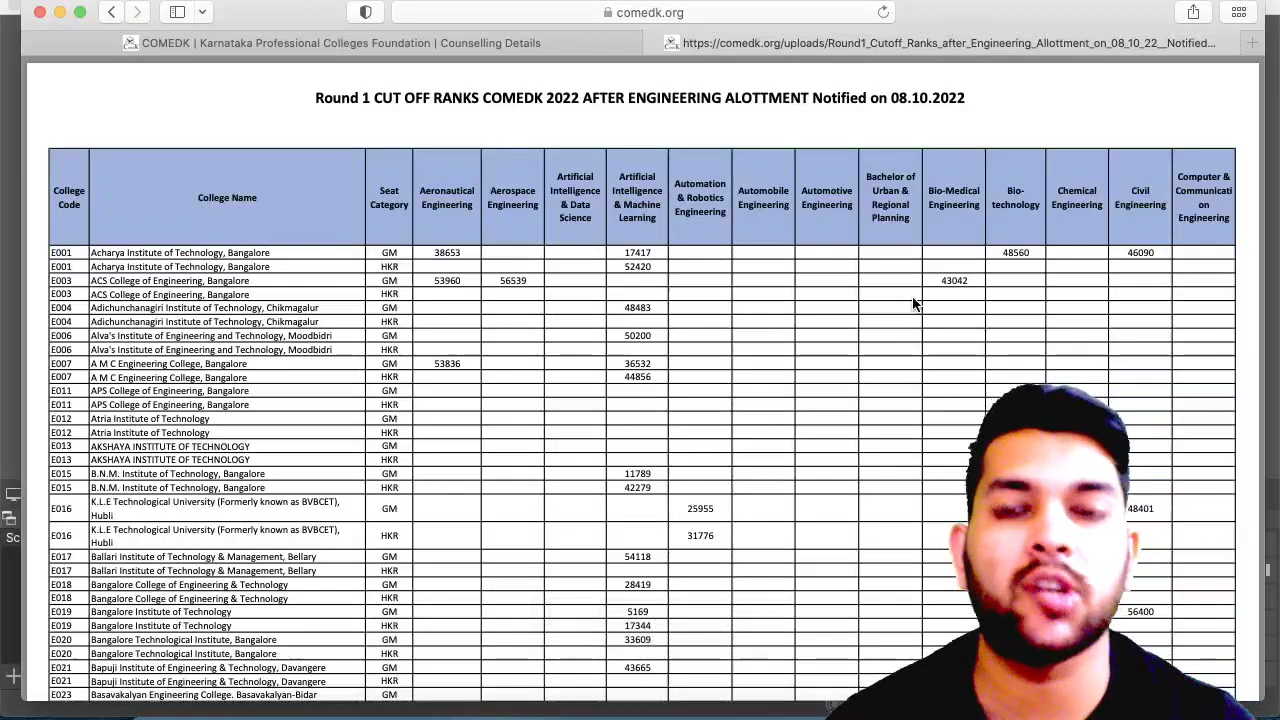 comedk.org
COMEDK | Karnataka Professional Colleges Foundation | Counselling Details
https://comedk.org/uploads/Round1_Cutoff_Ranks_after_Engineering_Allottment_on_08_10_22__Notified...
Round 1 CUT OFF RANKS COMEDK 2022 AFTER ENGINEERING ALOTTMENT Notified on 08.10.2022
College Code College Name Seat Category Aeronautical Engineering Aerospace Engineering Artificial Intelligence & Data Science Artificial Intelligence & Machine Learning Automation & Robotics Engineering Automobile Engineering Automotive Engineering Bachelor of Urban & Regional Planning Bio-Medical Engineering Bio-technology Chemical Engineering Civil Engineering Computer & Communicati on Engineering
E001 Acharya Institute of Technology, Bangalore GM 38653 17417 48560 46090
E001 Acharya Institute of Technology, Bangalore HKR 52420
E003 ACS College of Engineering, Bangalore GM 53960 56539 43042
E003 ACS College of Engineering, Bangalore HKR
E004 Adichunchanagiri Institute of Technology, Chikmagalur GM 48483
E004 Adichunchanagiri Institute of Technology, Chikmagalur HKR
E006 Alva's Institute of Engineering and Technology, Moodbidri GM 50200
E006 Alva's Institute of Engineering and Technology, Moodbidri HKR
E007 A M C Engineering College, Bangalore GM 53836 36532
E007 A M C Engineering College, Bangalore HKR 44856
E011 APS College of Engineering, Bangalore GM
E011 APS College of Engineering, Bangalore HKR
E012 Atria Institute of Technology GM
E012 Atria Institute of Technology HKR
E013 AKSHAYA INSTITUTE OF TECHNOLOGY GM
E013 AKSHAYA INSTITUTE OF TECHNOLOGY HKR
E015 B.N.M. Institute of Technology, Bangalore GM 11789
E015 B.N.M. Institute of Technology, Bangalore HKR 42279
E016 K.L.E Technological University (Formerly known as BVBCET), Hubli GM 25955 48401
E016 K.L.E Technological University (Formerly known as BVBCET), Hubli HKR 31776
Sc
E017 Ballari Institute of Technology & Management, Bellary GM 54118
E017 Ballari Institute of Technology & Management, Bellary HKR
E018 Bangalore College of Engineering & Technology GM 28419
E018 Bangalore College of Engineering & Technology HKR
E019 Bangalore Institute of Technology GM 5169 56400
E019 Bangalore Institute of Technology HKR 17344
E020 Bangalore Technological Institute, Bangalore GM 33609
E020 Bangalore Technological Institute, Bangalore HKR
E021 Bapuji Institute of Engineering & Technology, Davangere GM 43665
E021 Bapuji Institute of Engineering & Technology, Davangere HKR
E023 Basavakalyan Engineering College, Basavakalyan-Bidar GM